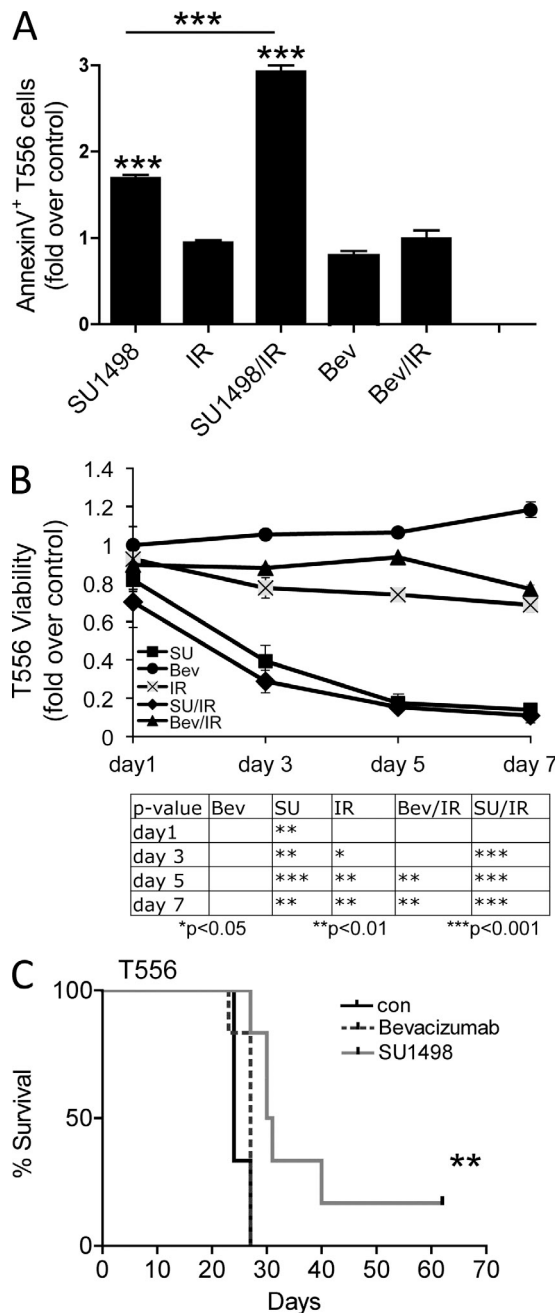 A
***
***
***
AnnexinV+ T556 cells
(fold over control)
3
2
1
0
SU1498
IR
SU1498/IR
Bev
Bev/IR
B
T556 Viability
(fold over control)
1.4
1.2
1
0.8
0.6
0.4
0.2
0
SU
Bev
IR
SU/IR
Bev/IR
day1 day 3 day 5 day 7
p-value Bev SU IR Bev/IR SU/IR
day1 **
day 3 ** * ***
day 5 *** ** ** ***
day 7 ** ** ** ***
*p<0.05 **p<0.01 ***p<0.001
C T556
% Survival
100
50
0
con
Bevacizumab
SU1498
**
0 10 20 30 40 50 60 70
Days